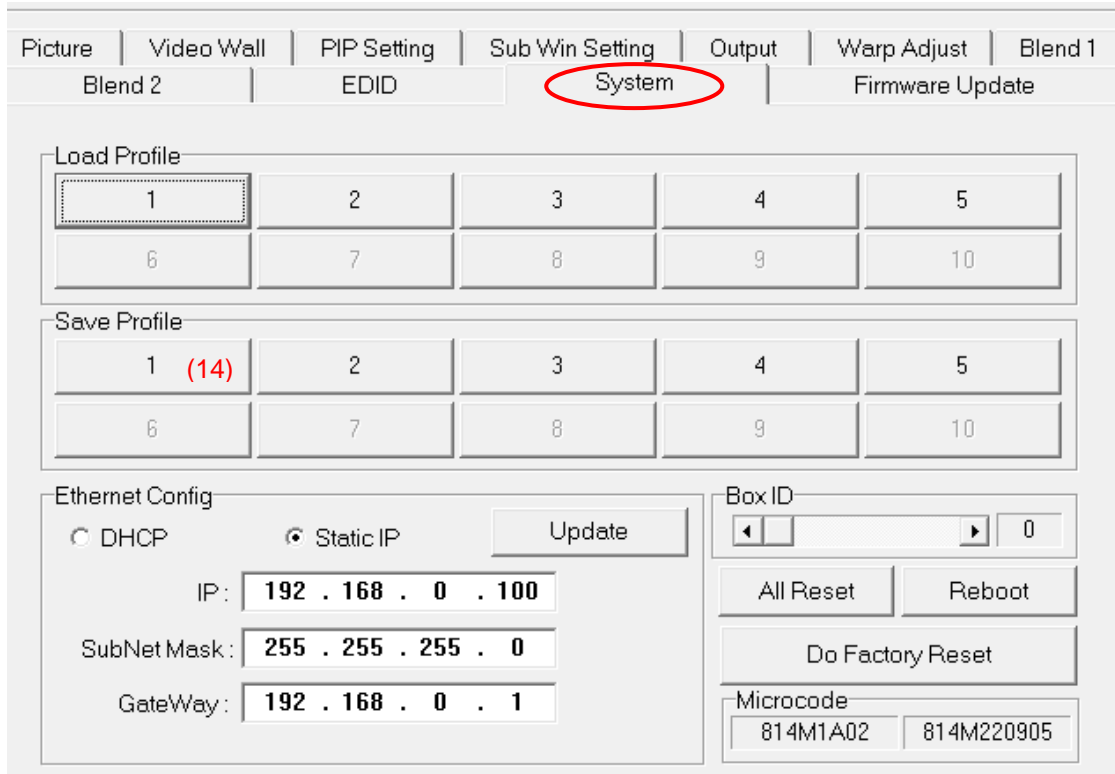 Picture Video Wall PIP Setting Sub Win Setting Output Warp Adjust Blend 1
Blend 2 EDID System Firmware Update
Load Profile
1 2 3 4 5
6 7 8 9 10
Save Profile
1 (14) 2 3 4 5
6 7 8 9 10
Ethernet Config
DHCP Static IP Update
IP : 192 . 168 . 0 . 100
SubNet Mask : 255 . 255 . 255 . 0
GateWay : 192 . 168 . 0 . 1
Box ID
0
All Reset Reboot
Do Factory Reset
Microcode
814M1A02 814M220905